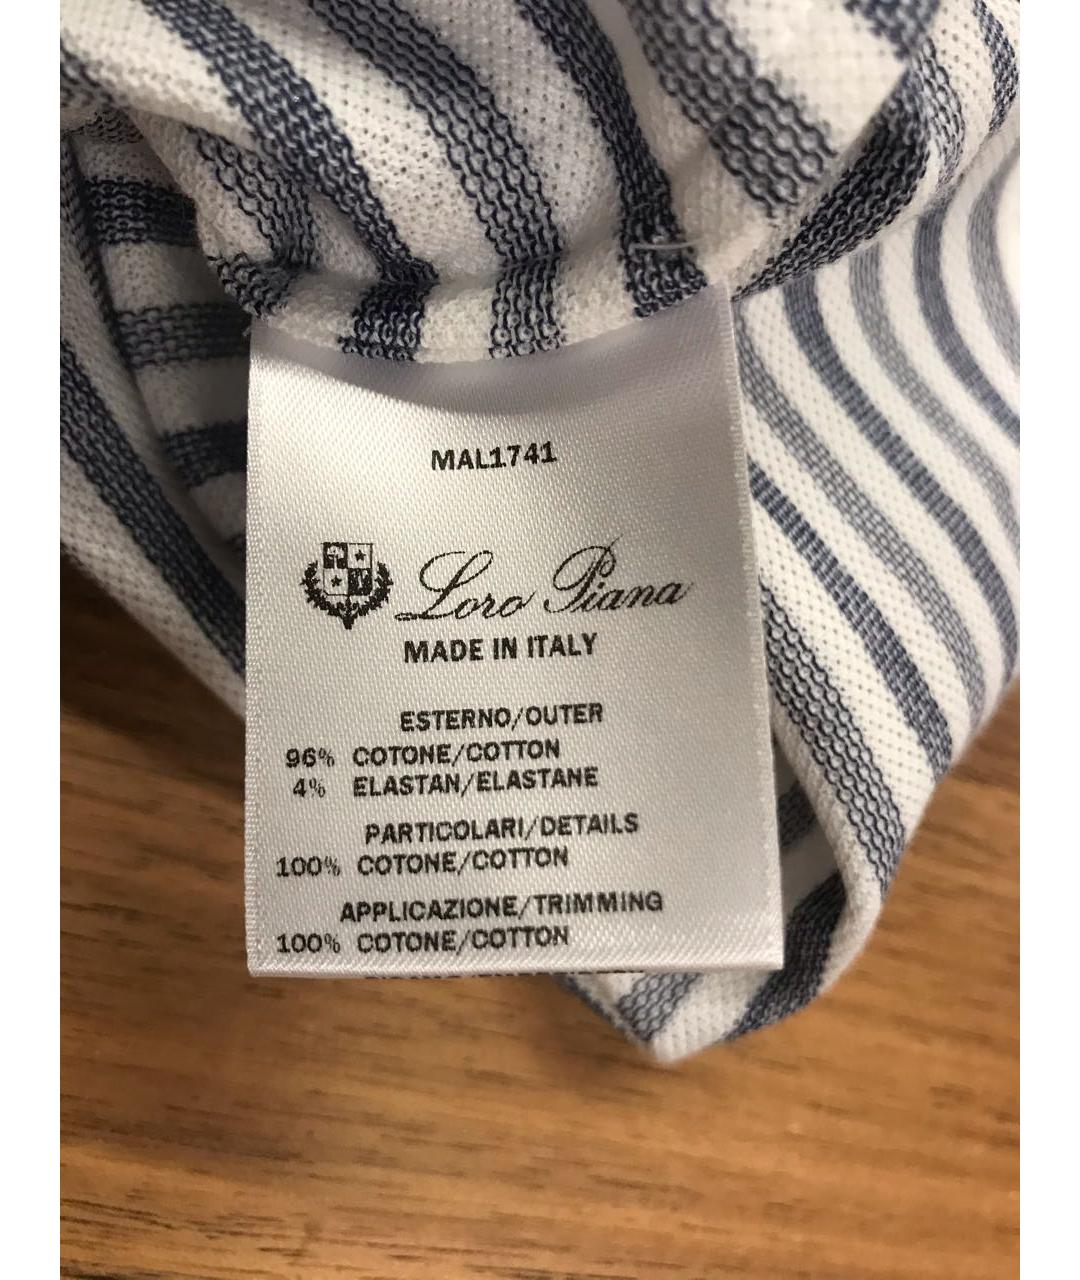 MAL1741
Loro Piana
MADE IN ITALY
ESTERNO/OUTER
96% COTONE/COTTON
4% ELASTAN/ELASTANE
PARTICOLARI/DETAILS
100% COTONE/COTTON
APPLICAZIONE/TRIMMING
100% COTONE/COTTON